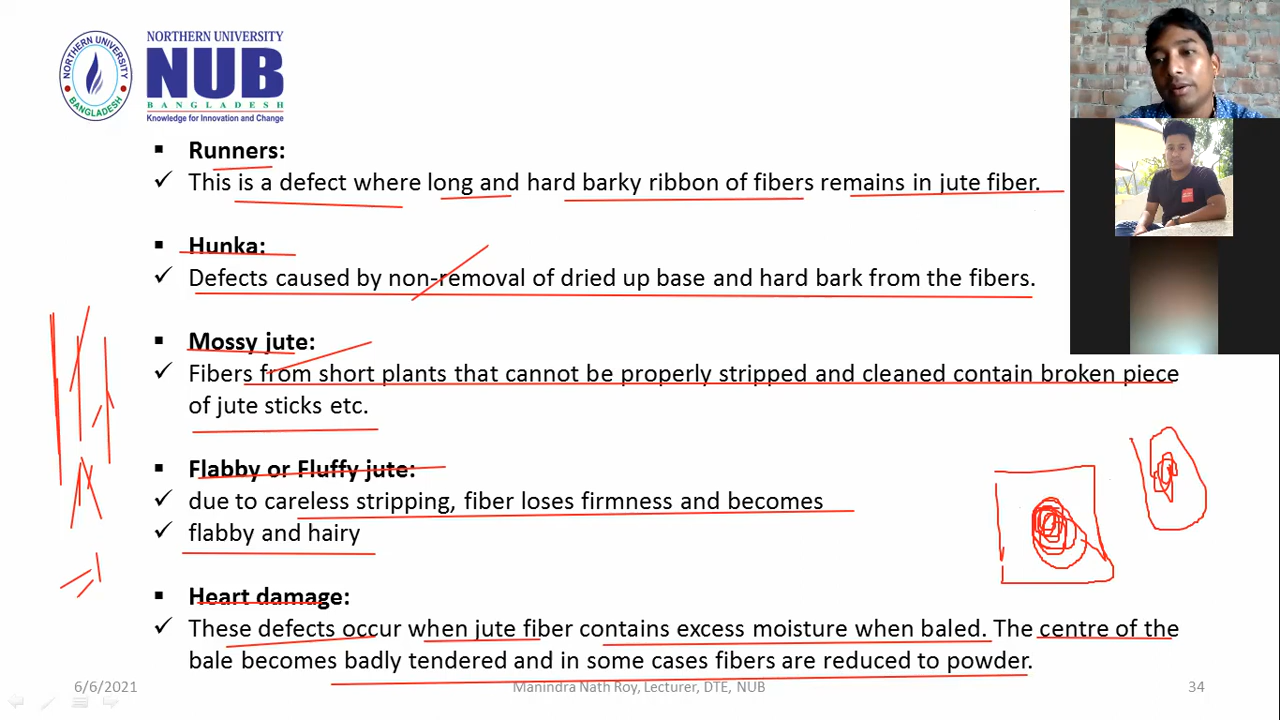 NORTHERN UNIVERSITY
BANGLADESH
NORTHERN UNIVERSITY
NUB
BANGLADESH
Knowledge for Innovation and Change
▪ Runners:
✓ This is a defect where long and hard barky ribbon of fibers remains in jute fiber.
▪ Hunka:
✓ Defects caused by non-removal of dried up base and hard bark from the fibers.
▪ Mossy jute:
✓ Fibers from short plants that cannot be properly stripped and cleaned contain broken piece
of jute sticks etc.
▪ Flabby or Fluffy jute:
✓ due to careless stripping, fiber loses firmness and becomes
✓ flabby and hairy
▪ Heart damage:
✓ These defects occur when jute fiber contains excess moisture when baled. The centre of the
bale becomes badly tendered and in some cases fibers are reduced to powder.
6/6/2021
Manindra Nath Roy, Lecturer, DTE, NUB
34